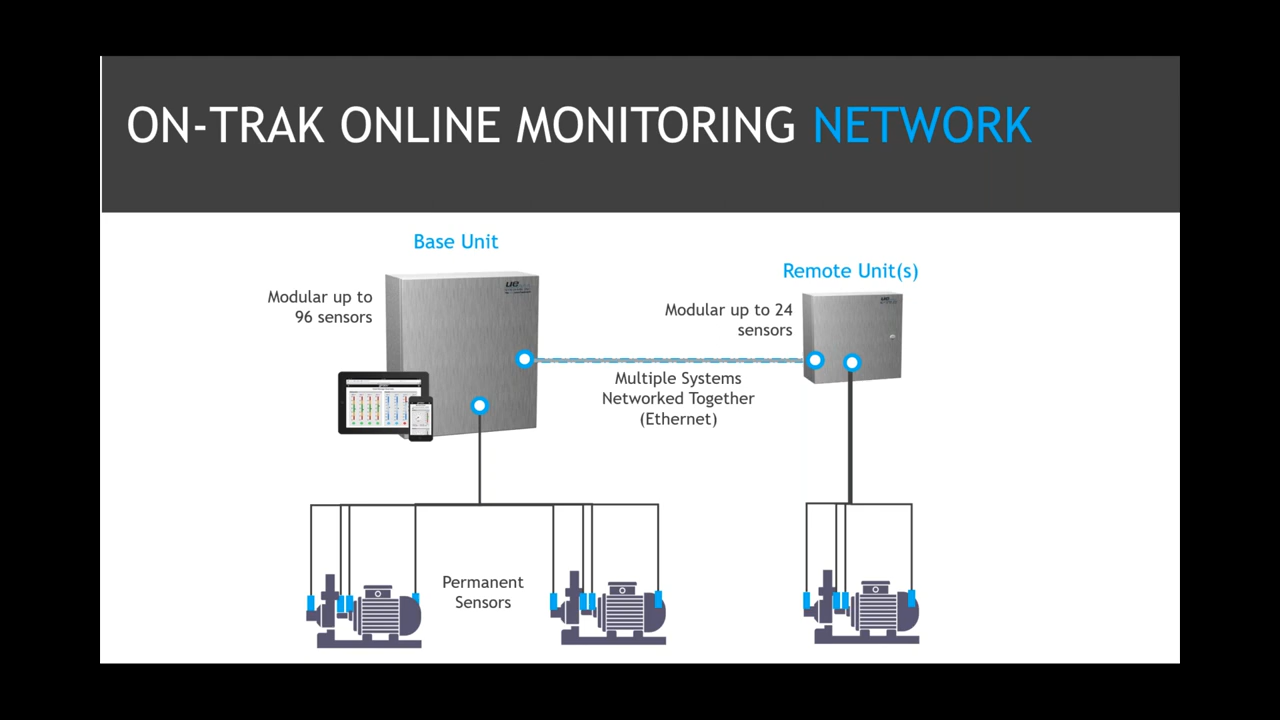 ON-TRAK ONLINE MONITORING NETWORK
Base Unit
Modular up to
96 sensors
Remote Unit(s)
Modular up to 24
sensors
Multiple Systems
Networked Together
(Ethernet)
Permanent
Sensors